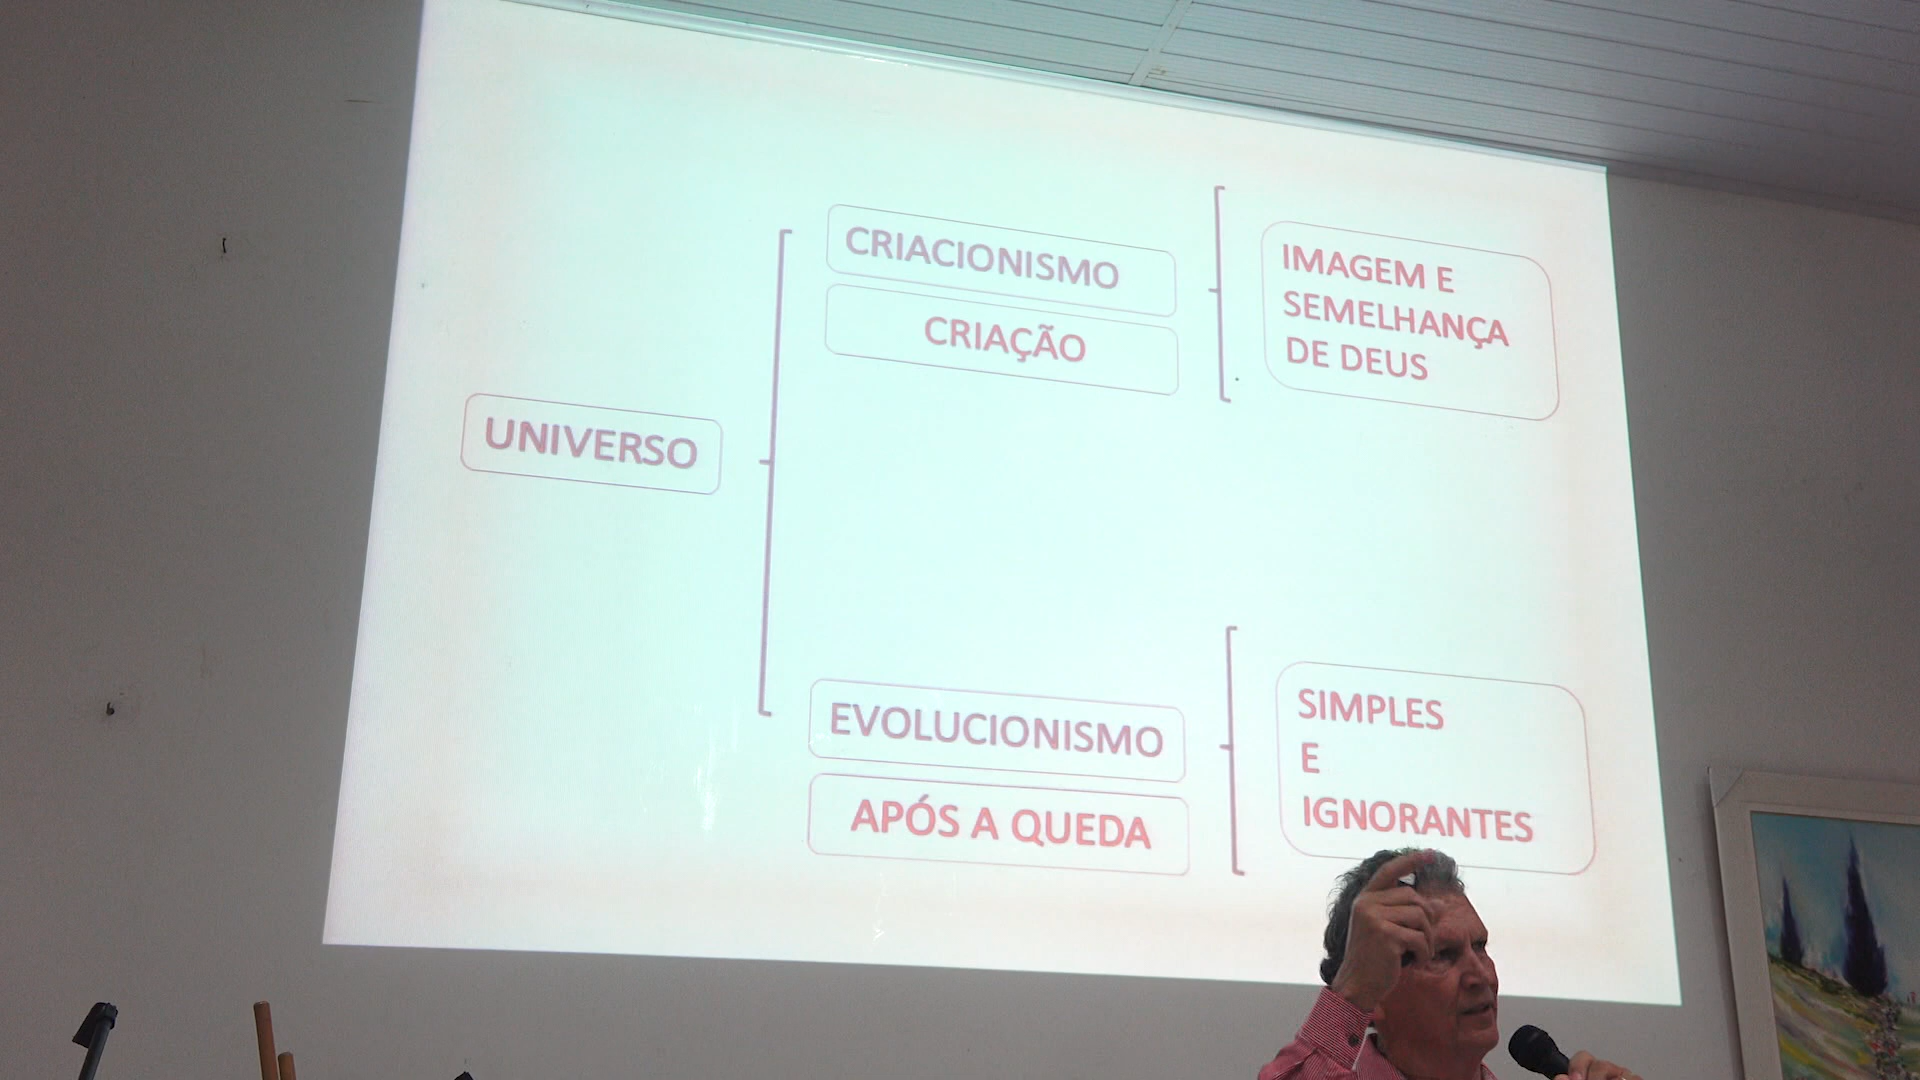 UNIVERSO
CRIACIONISMO
CRIAÇÃO
IMAGEM E
SEMELHANÇA
DE DEUS
EVOLUCIONISMO
APÓS A QUEDA
SIMPLES
E
IGNORANTES